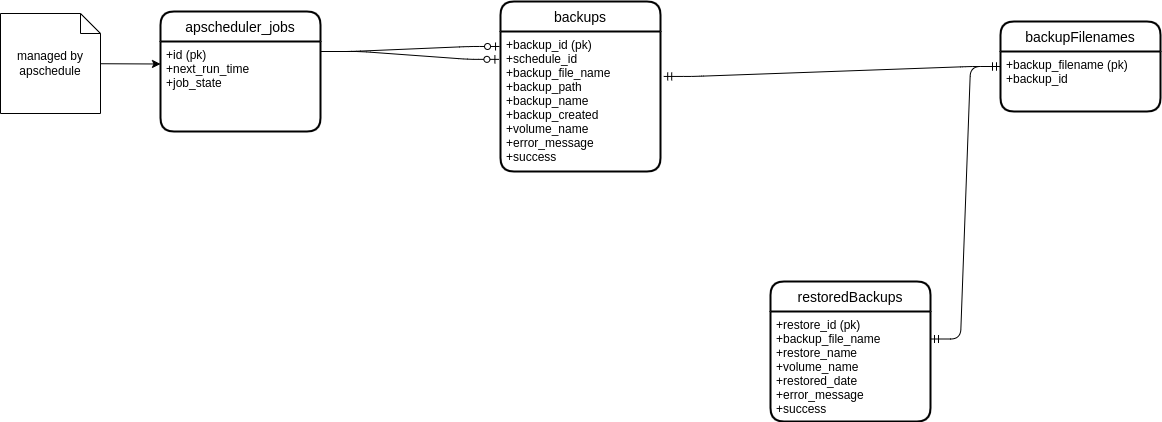 managed by
apschedule
apscheduler_jobs
+id (pk)
+next_run_time
+job_state
backups
+backup_id (pk)
+schedule_id
+backup_file_name
+backup_path
+backup_name
+backup_created
+volume_name
+error_message
+success
backupFilenames
+backup_filename (pk)
+backup_id
restoredBackups
+restore_id (pk)
+backup_file_name
+restore_name
+volume_name
+restored_date
+error_message
+success